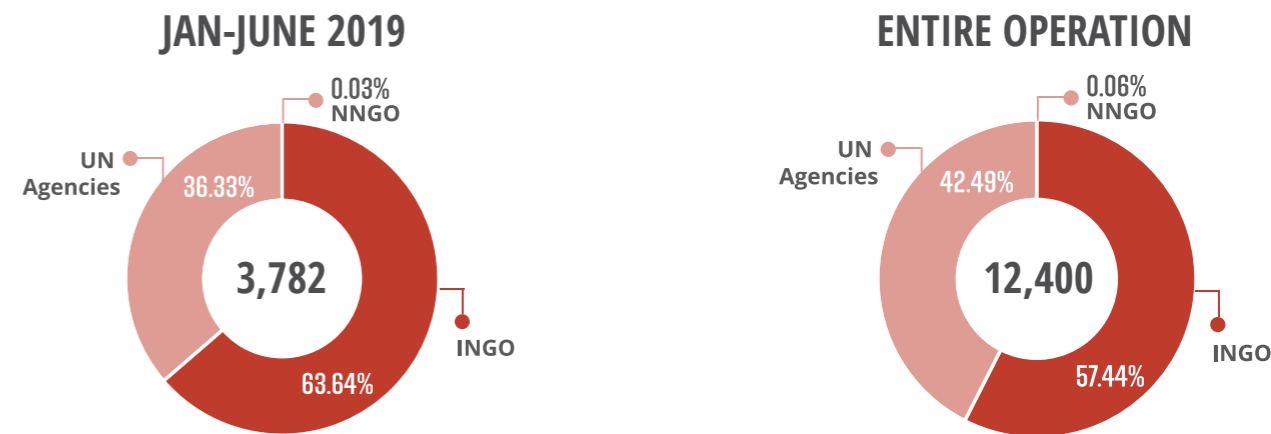 JAN-JUNE 2019
0.03%
NNGO
UN
Agencies
36.33%
3,782
INGO
63.64%
ENTIRE OPERATION
0.06%
NNGO
UN
Agencies
42.49%
12,400
INGO
57.44%